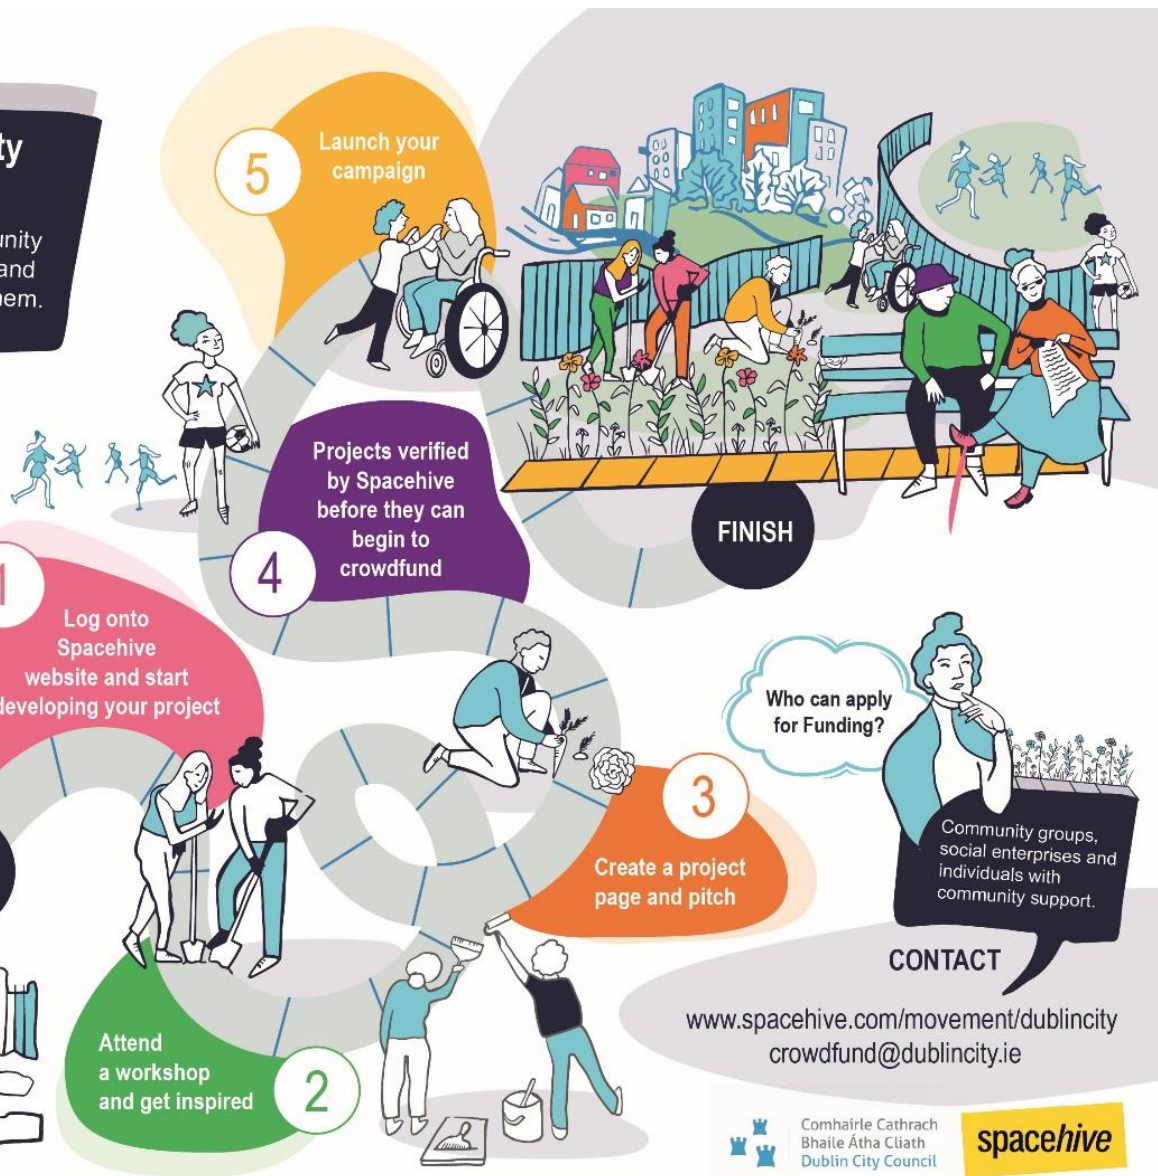 ty
unity
and
em.
5
Launch your
campaign
4
Projects verified
by Spacehive
before they can
begin to
crowdfund
FINISH
1
Log onto
Spacehive
website and start
developing your project
Who can apply
for Funding?
3
Create a project
page and pitch
Community groups,
social enterprises and
individuals with
community support.
Attend
a workshop
and get inspired
2
CONTACT
www.spacehive.com/movement/dublincity
crowdfund@dublincity.ie
Comhairle Cathrach
Bhaile Átha Cliath
Dublin City Council
spacehive